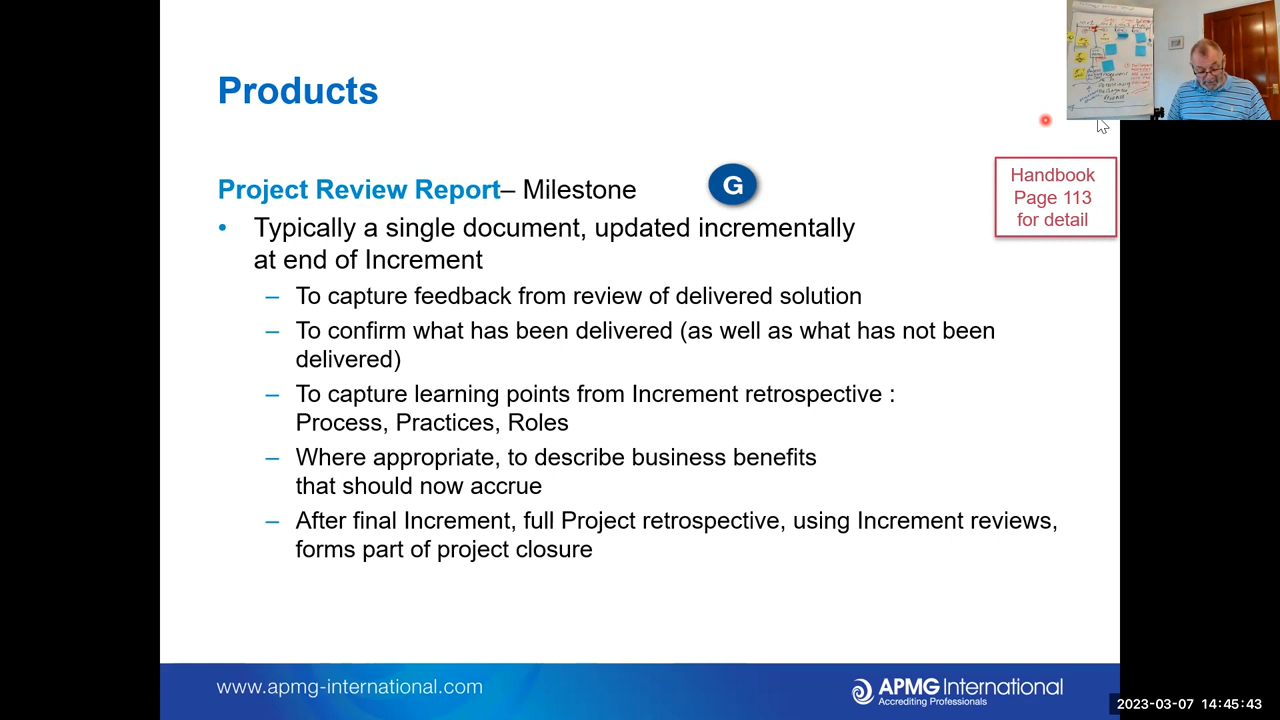 Products
Project Review Report– Milestone
G
Handbook
Page 113
for detail
• Typically a single document, updated incrementally
at end of Increment
– To capture feedback from review of delivered solution
– To confirm what has been delivered (as well as what has not been
delivered)
– To capture learning points from Increment retrospective :
Process, Practices, Roles
– Where appropriate, to describe business benefits
that should now accrue
– After final Increment, full Project retrospective, using Increment reviews,
forms part of project closure
www.apmg-international.com
APMG International
Accrediting Professionals
2023-03-07 14:45:43